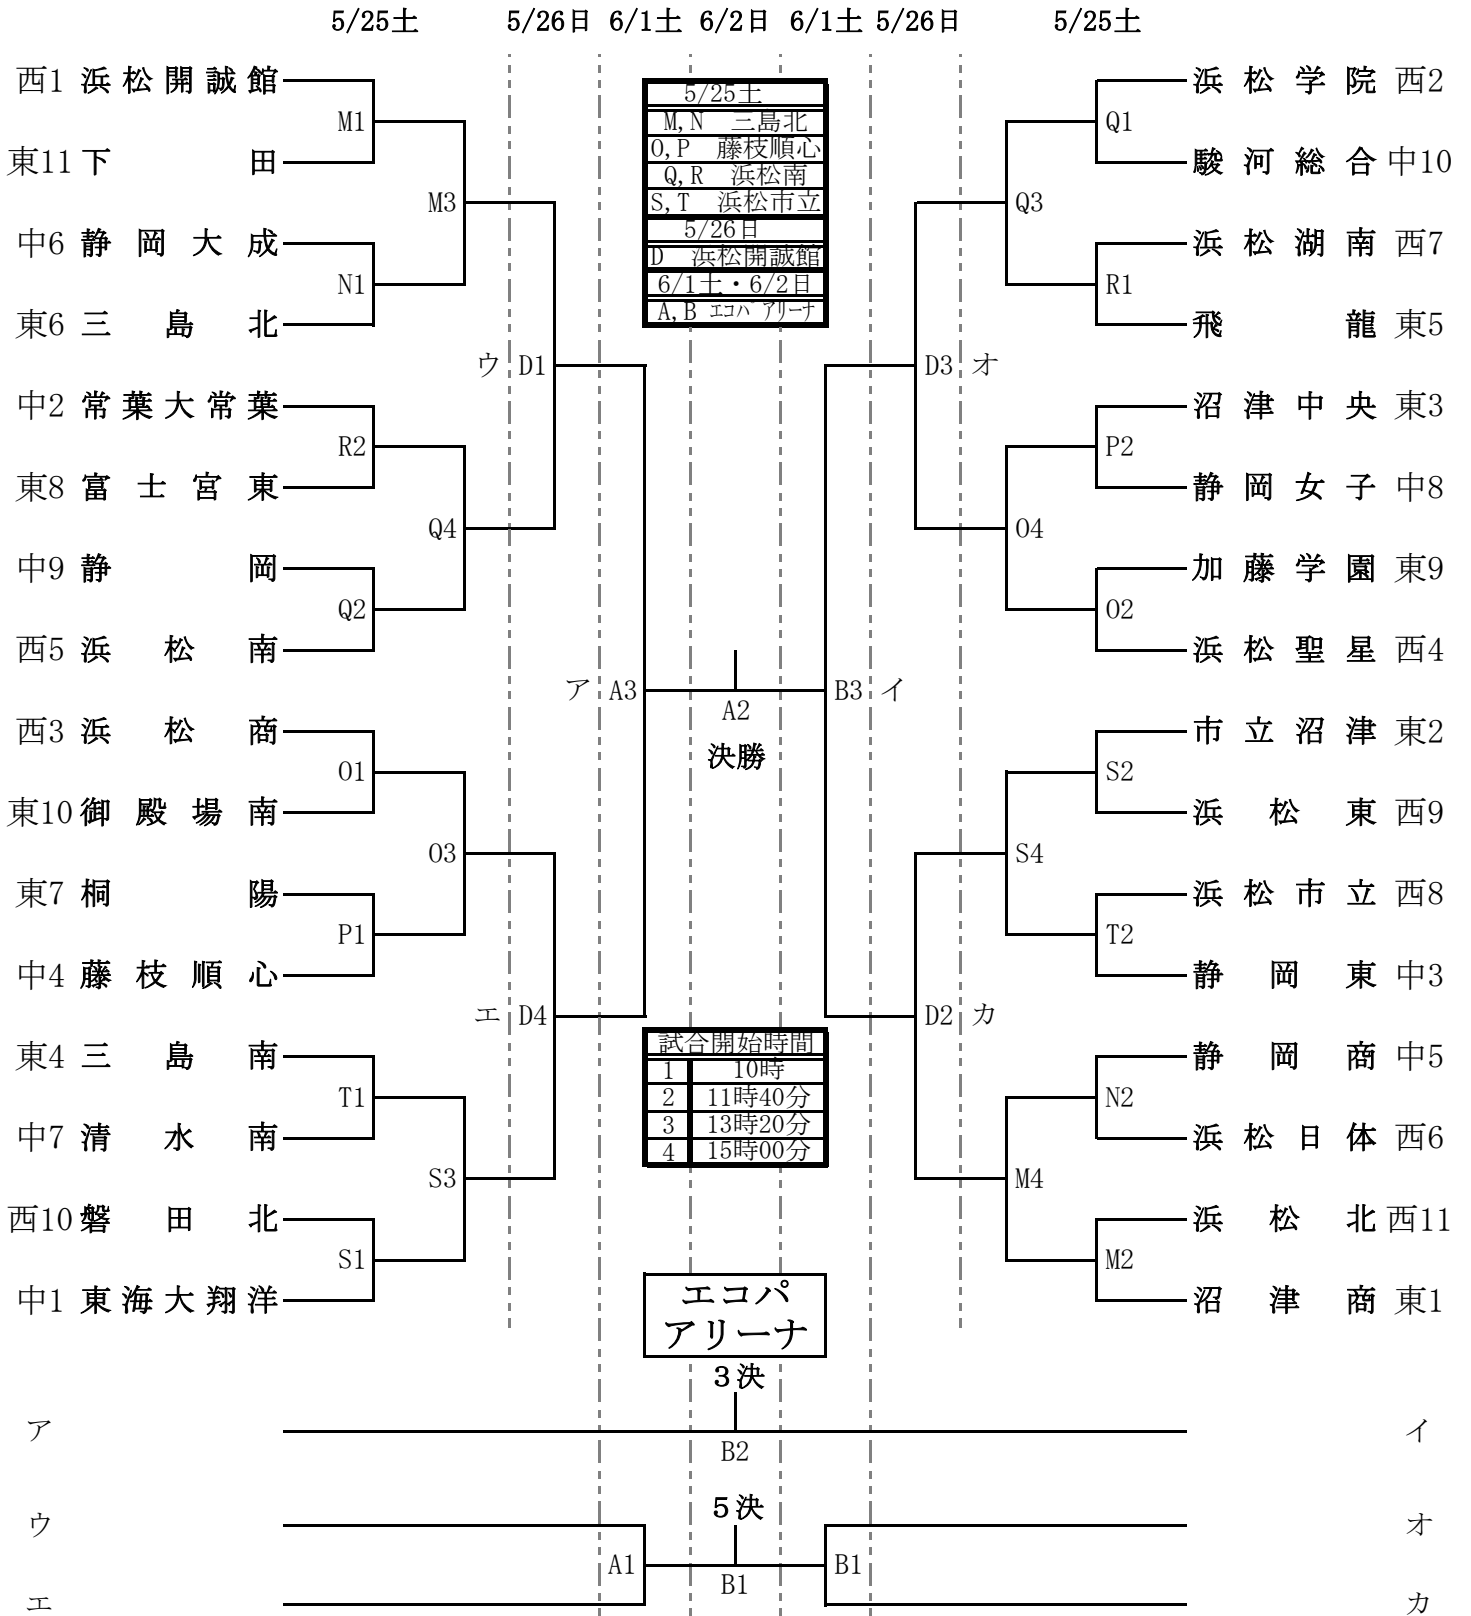 5/25土 5/26日 6/1土 6/2日 6/1土 5/26日 5/25土
西1 浜松開誠館
M1
東11 下田
M3
中6 静岡大成
N1
東6 三島北
ウ D1
中2 常葉大常葉
R2
東8 富士宮東
Q4
中9 静岡
Q2
西5 浜松南
ア A3
西3 浜松商
O1
東10 御殿場南
O3
東7 桐陽
P1
中4 藤枝順心
エ D4
東4 三島南
T1
中7 清水南
S3
西10 磐田北
S1
中1 東海大翔洋
5/25土
M,N 三島北
O,P 藤枝順心
Q,R 浜松南
S,T 浜松市立
5/26日
D 浜松開誠館
6/1土・6/2日
A,B エコパアリーナ
A2
決勝
試合開始時間
1 10時
2 11時40分
3 13時20分
4 15時00分
エコパ
アリーナ
浜松学院 西2
Q1
駿河総合 中10
Q3
浜松湖南 西7
R1
飛龍 東5
D3 オ
沼津中央 東3
P2
静岡女子 中8
O4
加藤学園 東9
O2
浜松聖星 西4
B3 イ
市立沼津 東2
S2
浜松東 西9
S4
浜松市立 西8
T2
静岡東 中3
D2 カ
静岡商 中5
N2
浜松日体 西6
M4
浜松北 西11
M2
沼津商 東1
3決
ア イ
B2
5決
ウ オ
A1 B1
B1
エ カ